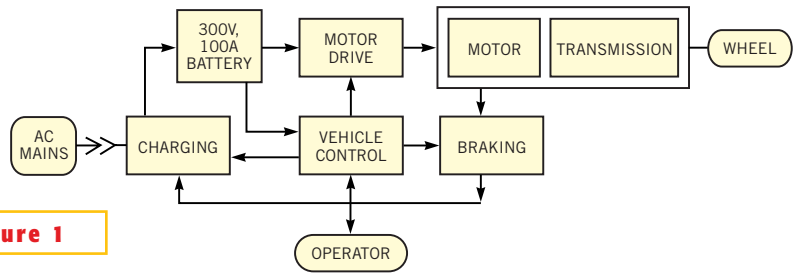 300V,
100A
BATTERY
MOTOR
DRIVE
MOTOR
TRANSMISSION
WHEEL
AC
MAINS
CHARGING
VEHICLE
CONTROL
BRAKING
ure 1
OPERATOR